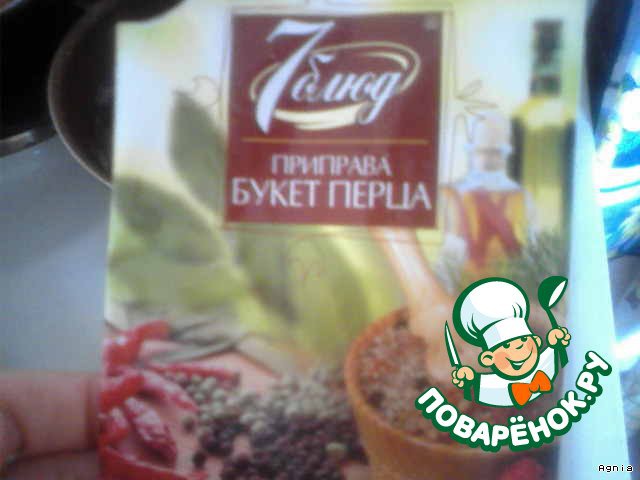 7 блюд
ПРИПРАВА
БУКЕТ ПЕРЦА
ПОВАРЁНОК.РУ
Agnia